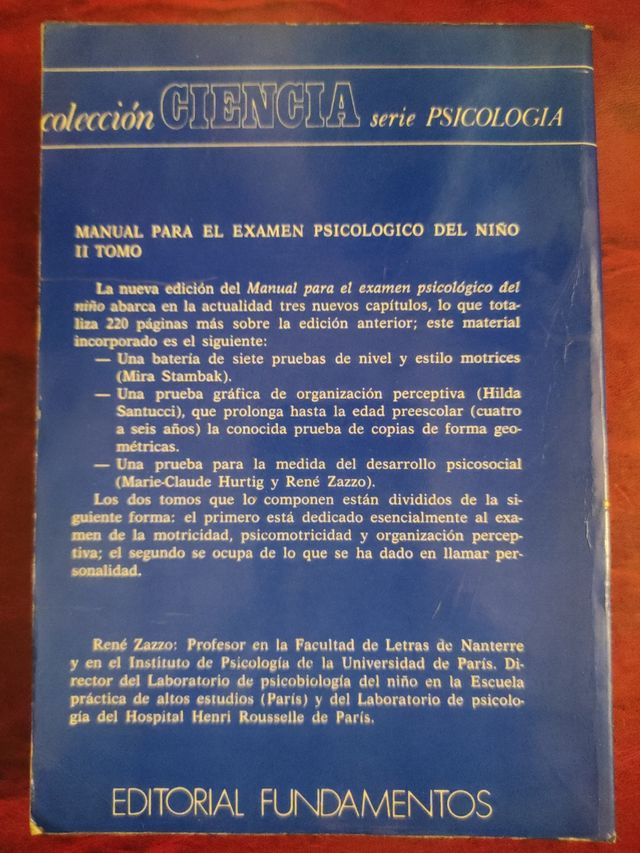 colección CIENCIA serie PSICOLOGIA
MANUAL PARA EL EXAMEN PSICOLOGICO DEL NIÑO
II TOMO
La nueva edición del Manual para el examen psicológico del
niño abarca en la actualidad tres nuevos capítulos, lo que tota-
liza 220 páginas más sobre la edición anterior; este material
incorporado es el siguiente:
— Una batería de siete pruebas de nivel y estilo motrices
(Mira Stambak).
— Una prueba gráfica de organización perceptiva (Hilda
Santucci), que prolonga hasta la edad preescolar (cuatro
a seis años) la conocida prueba de copias de forma geo-
métricas.
— Una prueba para la medida del desarrollo psicosocial
(Marie-Claude Hurtig y René Zazzo).
Los dos tomos que lo componen están divididos de la si-
guiente forma: el primero está dedicado esencialmente al exa-
men de la motricidad, psicomotricidad y organización percep-
tiva; el segundo se ocupa de lo que se ha dado en llamar per-
sonalidad.
René Zazzo: Profesor en la Facultad de Letras de Nanterre
y en el Instituto de Psicología de la Universidad de París. Di-
rector del Laboratorio de psicobiología del niño en la Escuela
práctica de altos estudios (París) y del Laboratorio de psicolo-
gía del Hospital Henri Rousselle de París.
EDITORIAL FUNDAMENTOS